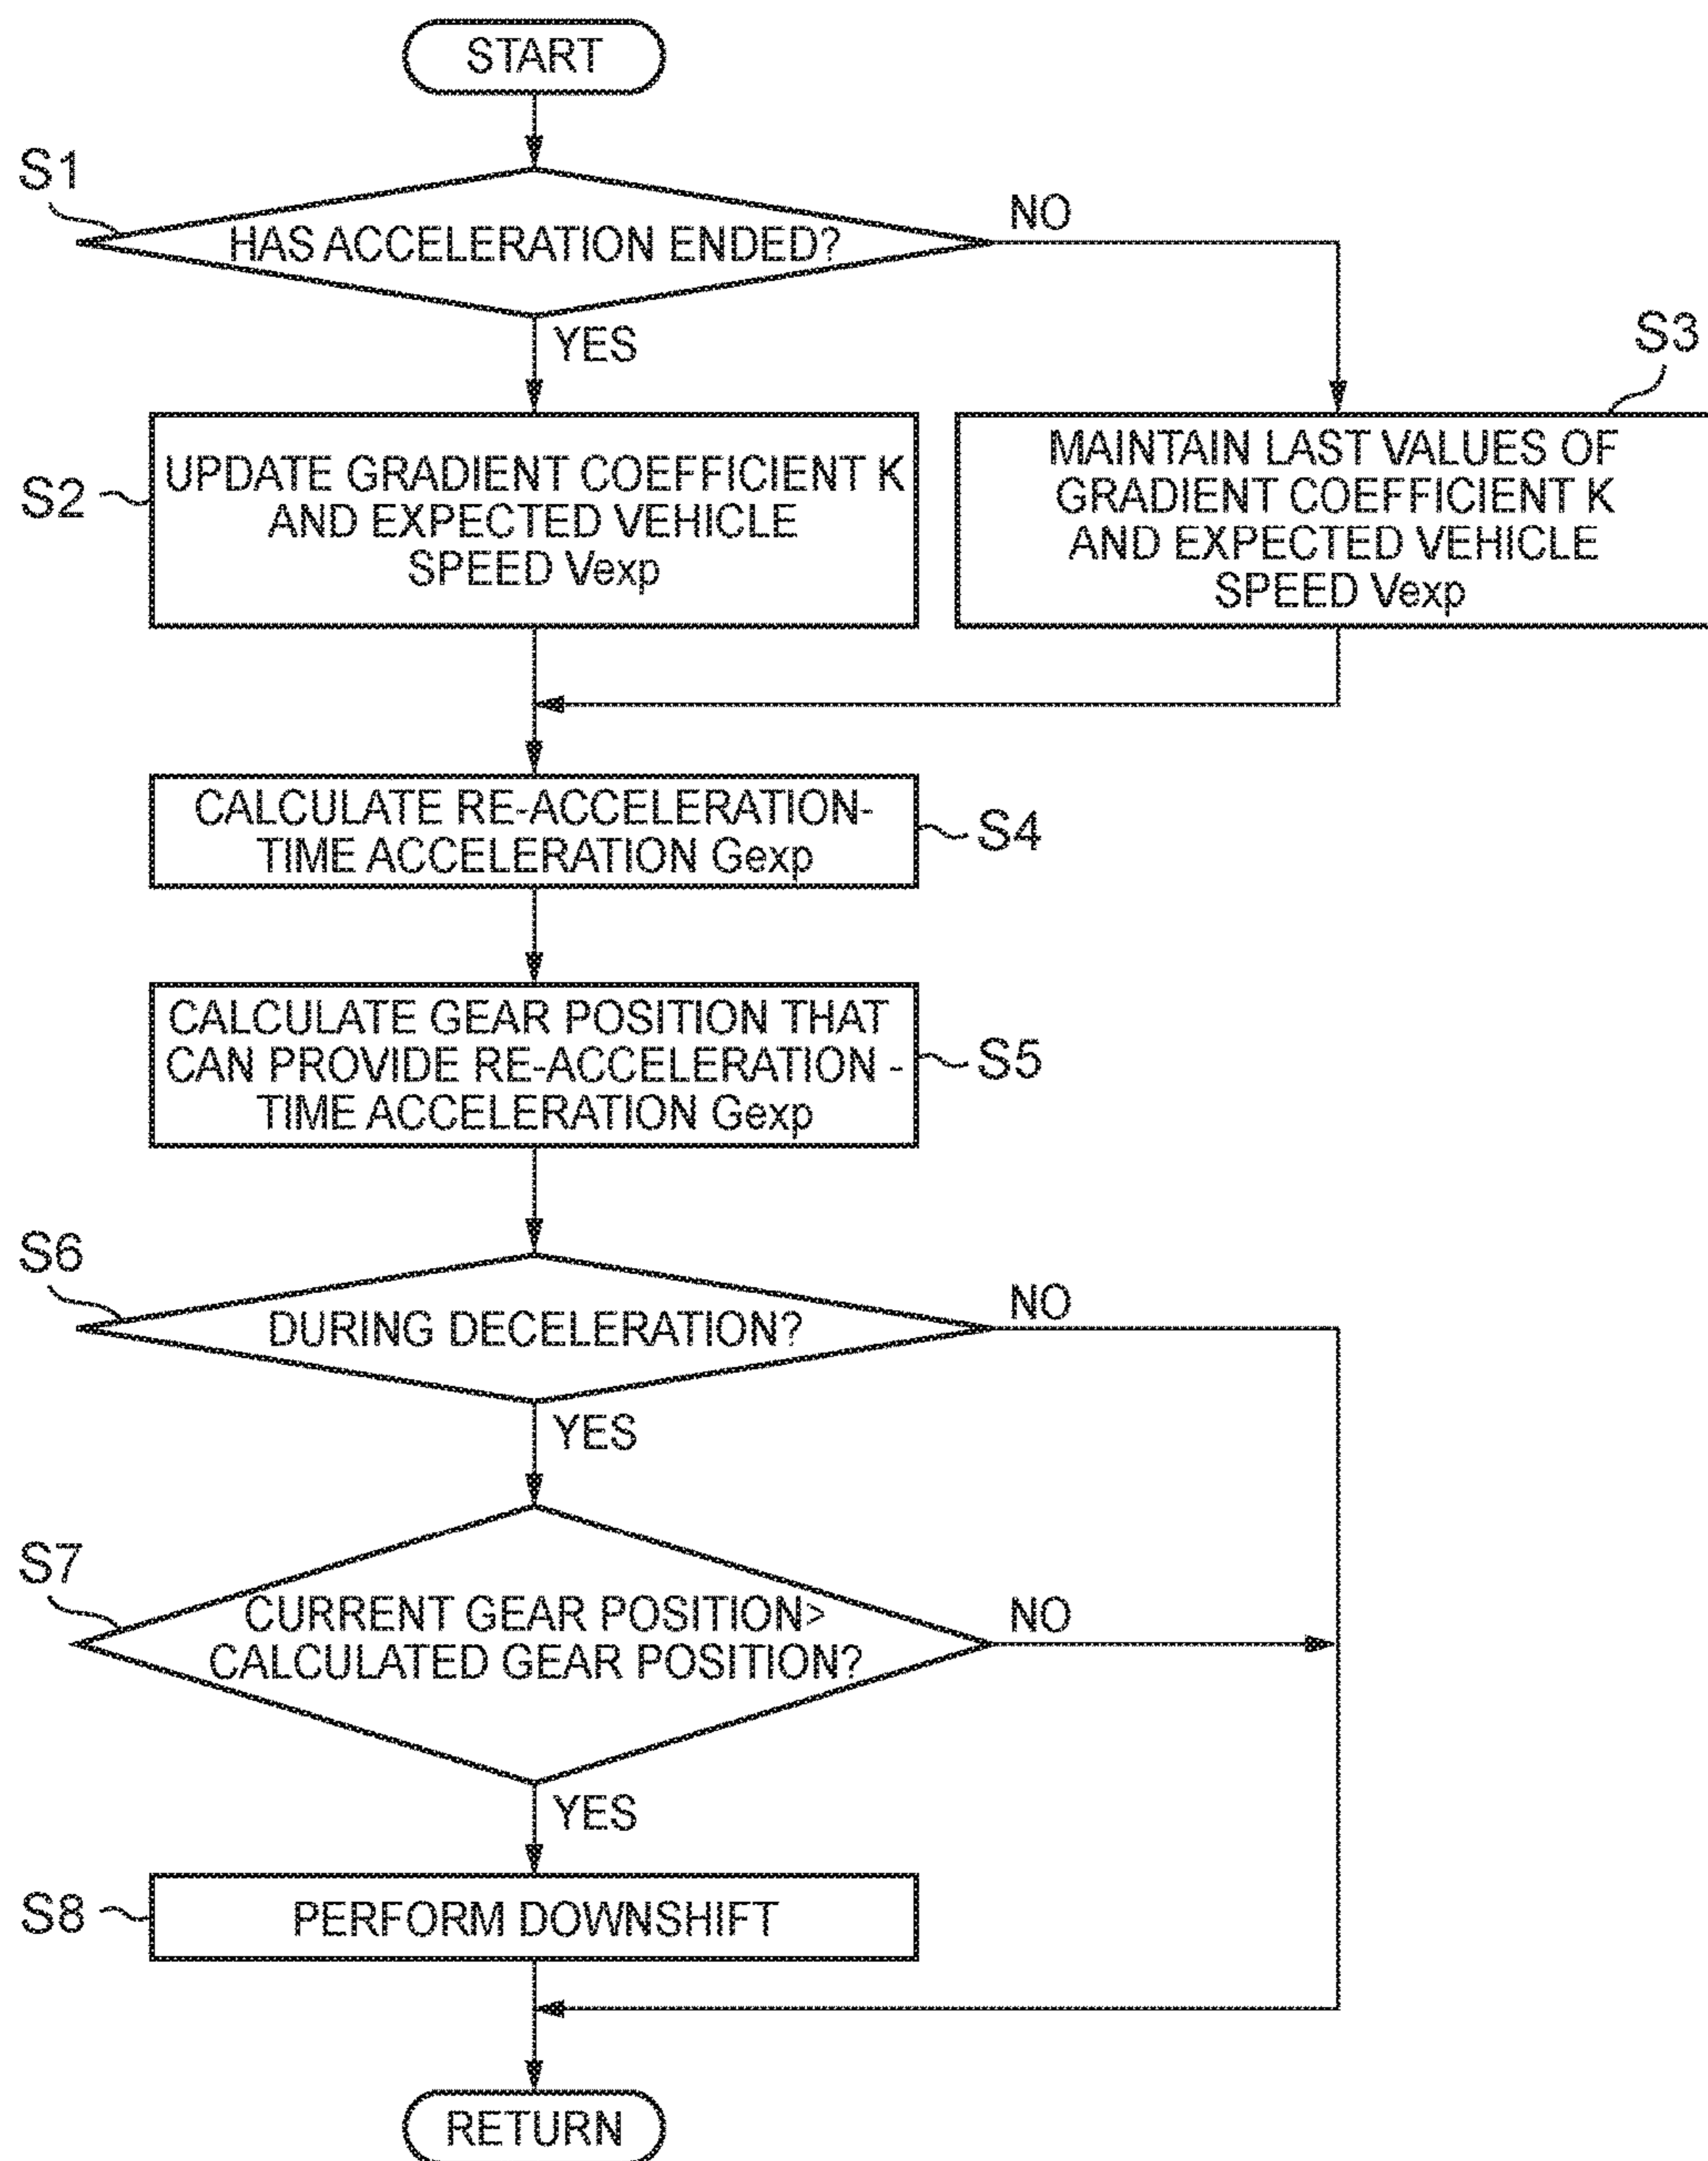 START
S1
HAS ACCELERATION ENDED?
NO
YES
S3
S2
UPDATE GRADIENT COEFFICIENT K
AND EXPECTED VEHICLE
SPEED Vexp
MAINTAIN LAST VALUES OF
GRADIENT COEFFICIENT K
AND EXPECTED VEHICLE
SPEED Vexp
CALCULATE RE-ACCELERATION-
TIME ACCELERATION Gexp
S4
CALCULATE GEAR POSITION THAT
CAN PROVIDE RE-ACCELERATION -
TIME ACCELERATION Gexp
S5
S6
DURING DECELERATION?
NO
YES
S7
CURRENT GEAR POSITION>
CALCULATED GEAR POSITION?
NO
YES
S8
PERFORM DOWNSHIFT
RETURN